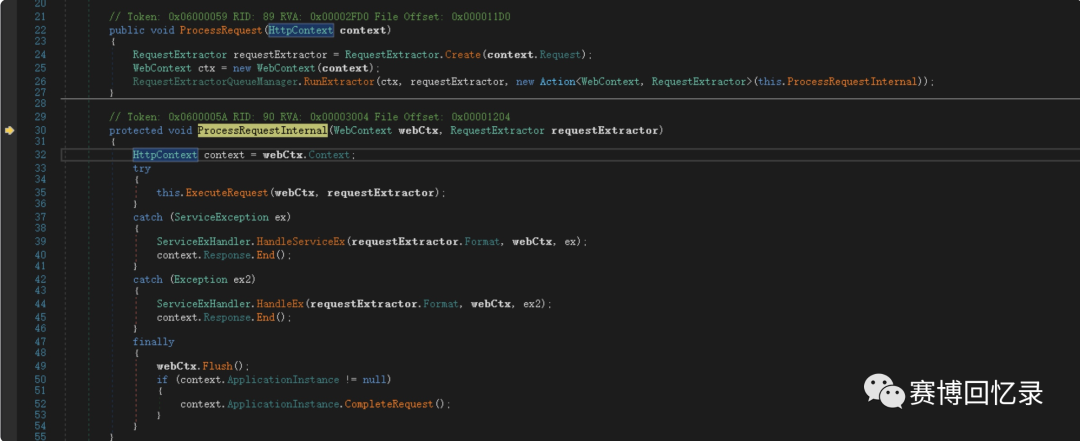 20
21 // Token: 0x06000059 RID: 89 RVA: 0x00002FD0 File Offset: 0x000011D0
22 public void ProcessRequest(HttpContext context)
23 {
24 RequestExtractor requestExtractor = RequestExtractor.Create(context.Request);
25 WebContext ctx = new WebContext(context);
26 RequestExtractorQueueManager.RunExtractor(ctx, requestExtractor, new Action<WebContext, RequestExtractor>(this.ProcessRequestInternal));
27 }
28
29 // Token: 0x0600005A RID: 90 RVA: 0x00003004 File Offset: 0x00001204
30 protected void ProcessRequestInternal(WebContext webCtx, RequestExtractor requestExtractor)
31 {
32 HttpContext context = webCtx.Context;
33 try
34 {
35 this.ExecuteRequest(webCtx, requestExtractor);
36 }
37 catch (ServiceException ex)
38 {
39 ServiceExHandler.HandleServiceEx(requestExtractor.Format, webCtx, ex);
40 context.Response.End();
41 }
42 catch (Exception ex2)
43 {
44 ServiceExHandler.HandleEx(requestExtractor.Format, webCtx, ex2);
45 context.Response.End();
46 }
47 finally
48 {
49 webCtx.Flush();
50 if (context.ApplicationInstance != null)
51 {
52 context.ApplicationInstance.CompleteRequest();
53 }
54 }
55 }
赛博回忆录